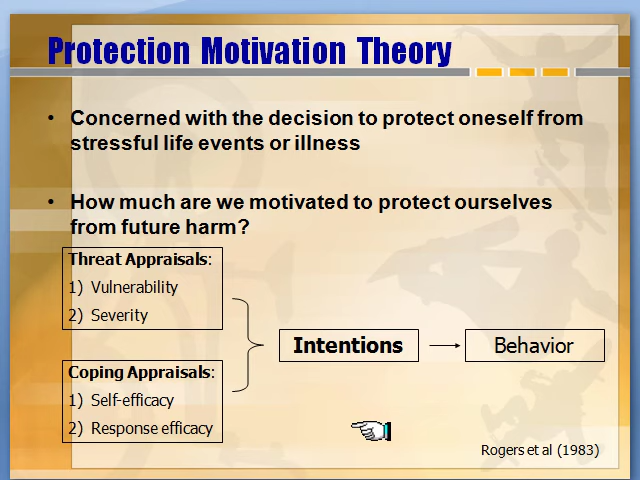 Protection Motivation Theory
• Concerned with the decision to protect oneself from
stressful life events or illness
• How much are we motivated to protect ourselves
from future harm?
Threat Appraisals:
1) Vulnerability
2) Severity
Intentions
Behavior
Coping Appraisals:
1) Self-efficacy
2) Response efficacy
Rogers et al (1983)